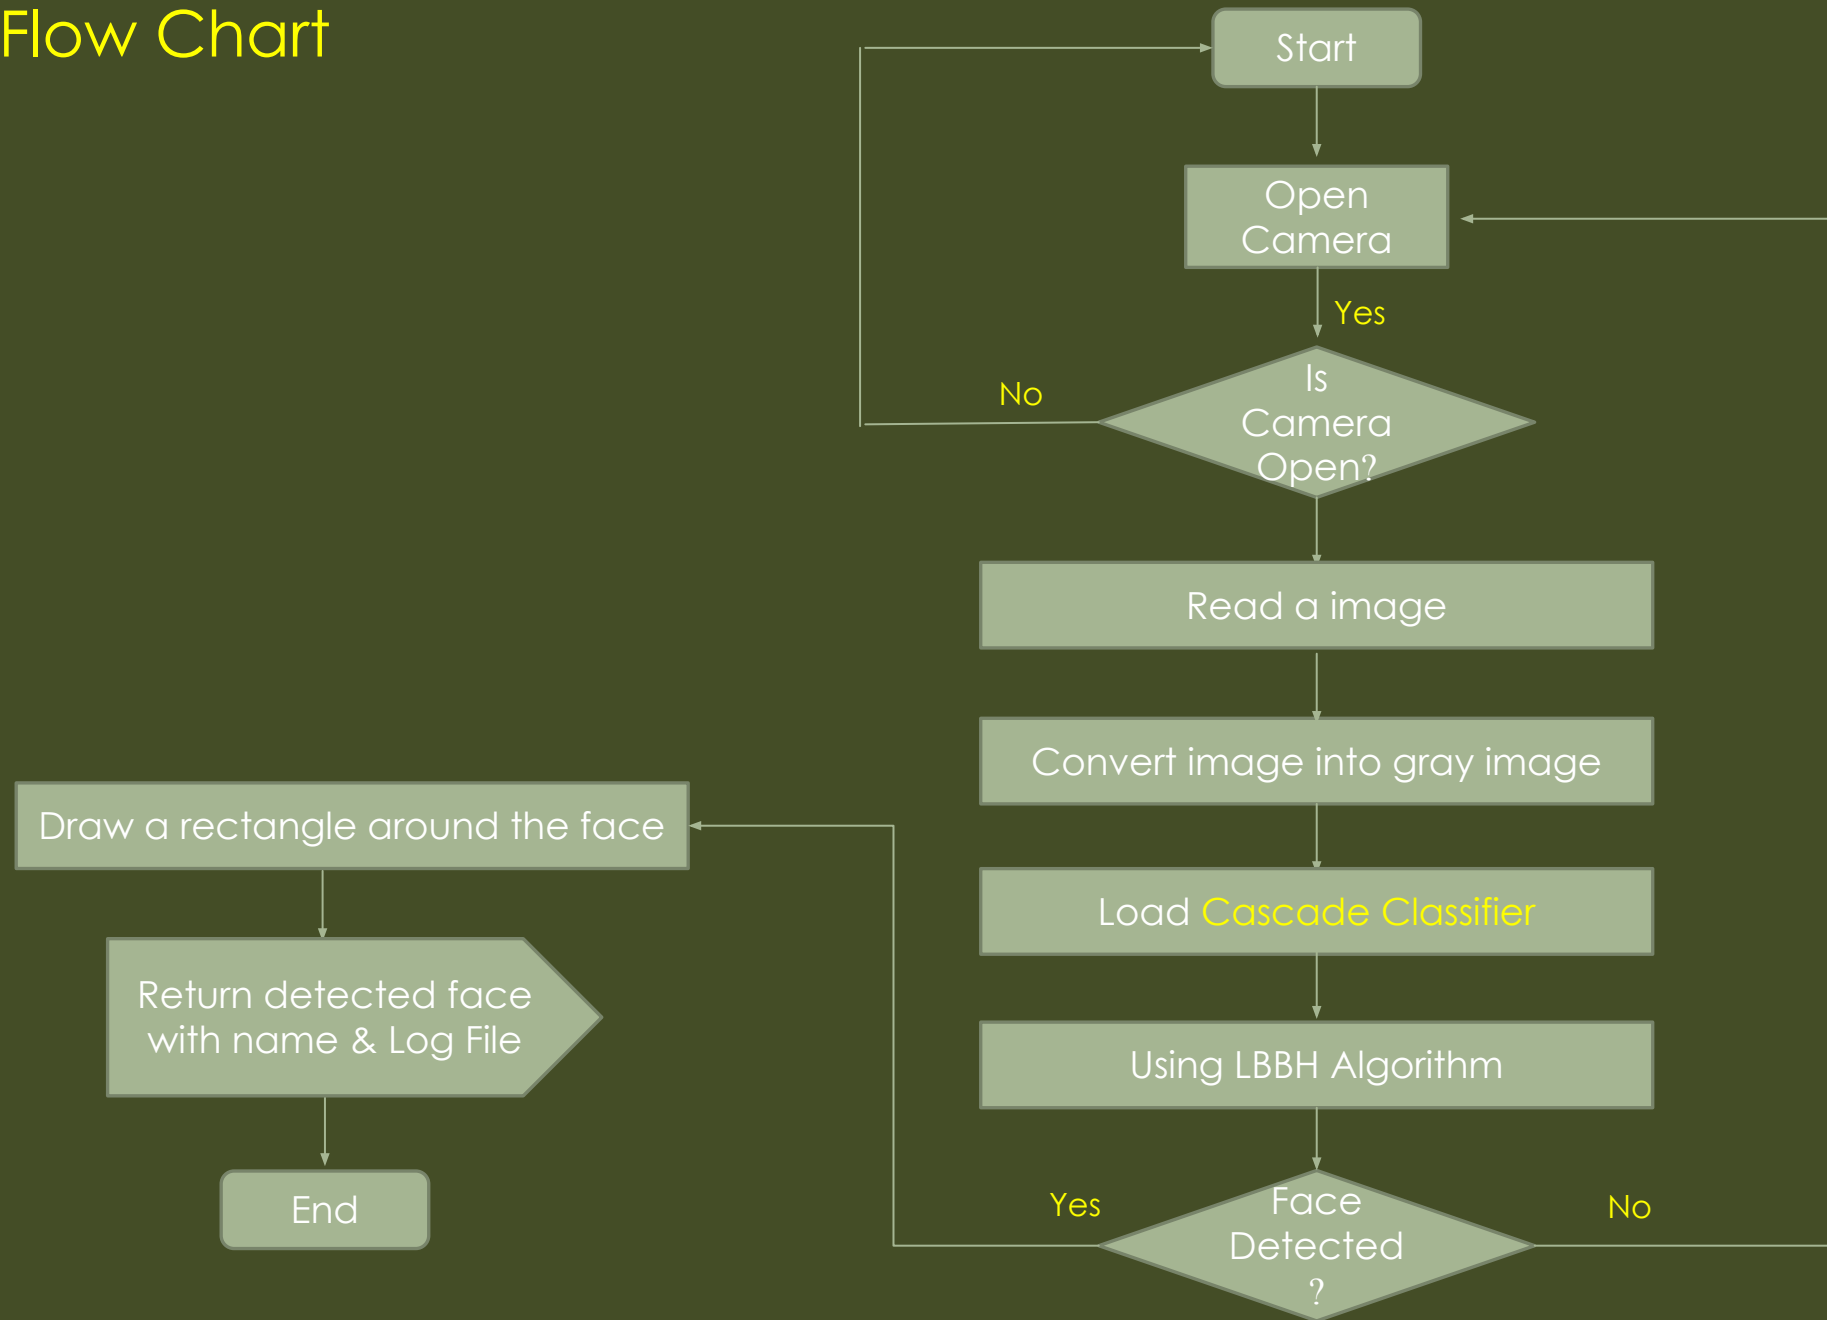 Flow Chart
Start
Open
Camera
Yes
Is
Camera
Open?
No
Read a image
Convert image into gray image
Load Cascade Classifier
Using LBBH Algorithm
Face
Detected
?
Yes
No
Draw a rectangle around the face
Return detected face
with name & Log File
End